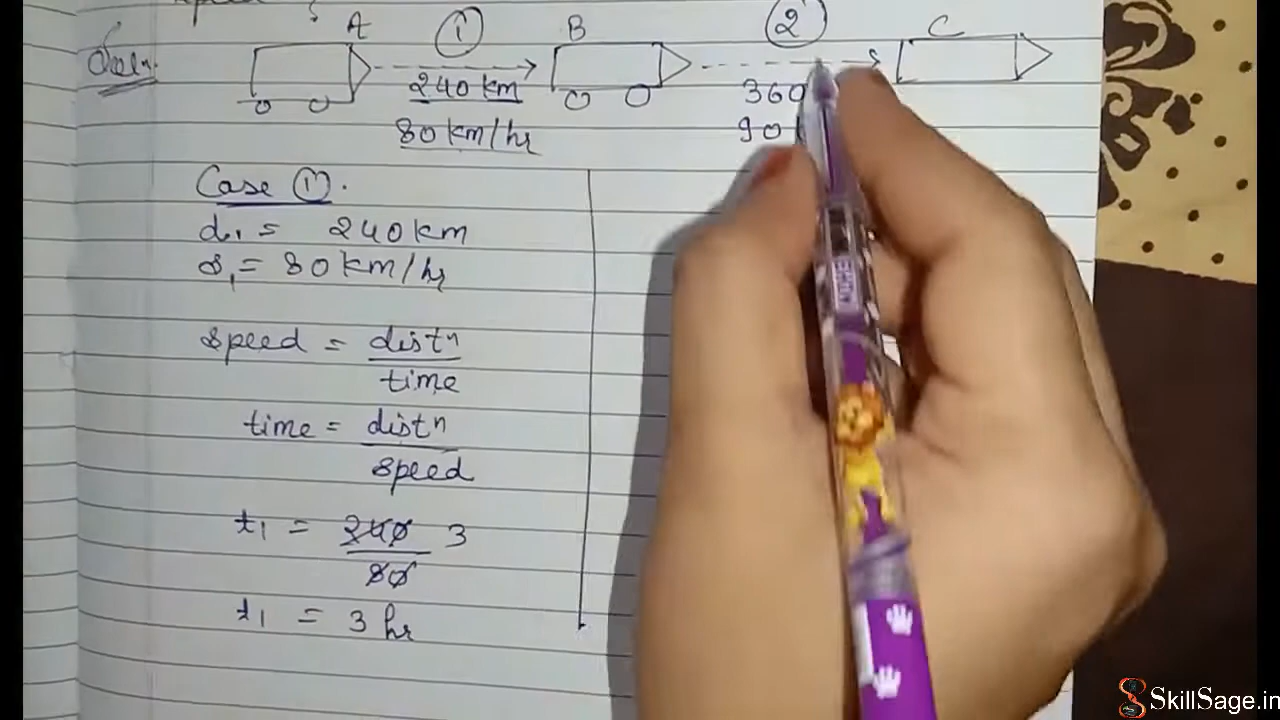 speed ?
A ① B ② C
Soln.
240 km 360
80 km/hr 90
Case ①.
d₁ = 240 km
s₁ = 80 km/hr
speed = distⁿ
time
time = distⁿ
speed
t₁ = 240 3
80
t₁ = 3 hr
SkillSage.in